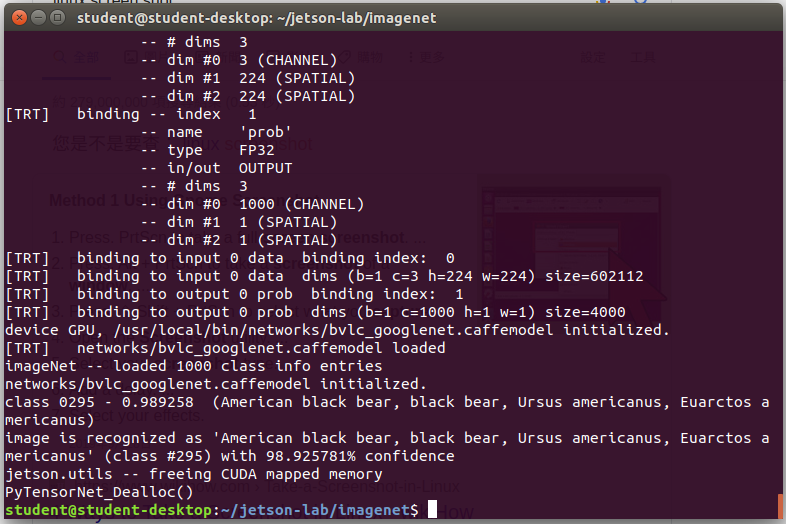 student@student-desktop: ~/jetson-lab/imagenet
-- # dims 3
-- dim #0 3 (CHANNEL)
-- dim #1 224 (SPATIAL)
-- dim #2 224 (SPATIAL)
[TRT] binding -- index 1
-- name 'prob'
-- type FP32
-- in/out OUTPUT
-- # dims 3
-- dim #0 1000 (CHANNEL)
-- dim #1 1 (SPATIAL)
-- dim #2 1 (SPATIAL)
[TRT] binding to input 0 data binding index: 0
[TRT] binding to input 0 data dims (b=1 c=3 h=224 w=224) size=602112
[TRT] binding to output 0 prob binding index: 1
[TRT] binding to output 0 prob dims (b=1 c=1000 h=1 w=1) size=4000
device GPU, /usr/local/bin/networks/bvlc_googlenet.caffemodel initialized.
[TRT] networks/bvlc_googlenet.caffemodel loaded
imageNet -- loaded 1000 class info entries
networks/bvlc_googlenet.caffemodel initialized.
class 0295 - 0.989258 (American black bear, black bear, Ursus americanus, Euarctos a
mericanus)
image is recognized as 'American black bear, black bear, Ursus americanus, Euarctos a
mericanus' (class #295) with 98.925781% confidence
jetson.utils -- freeing CUDA mapped memory
PyTensorNet_Dealloc()
student@student-desktop:~/jetson-lab/imagenet$